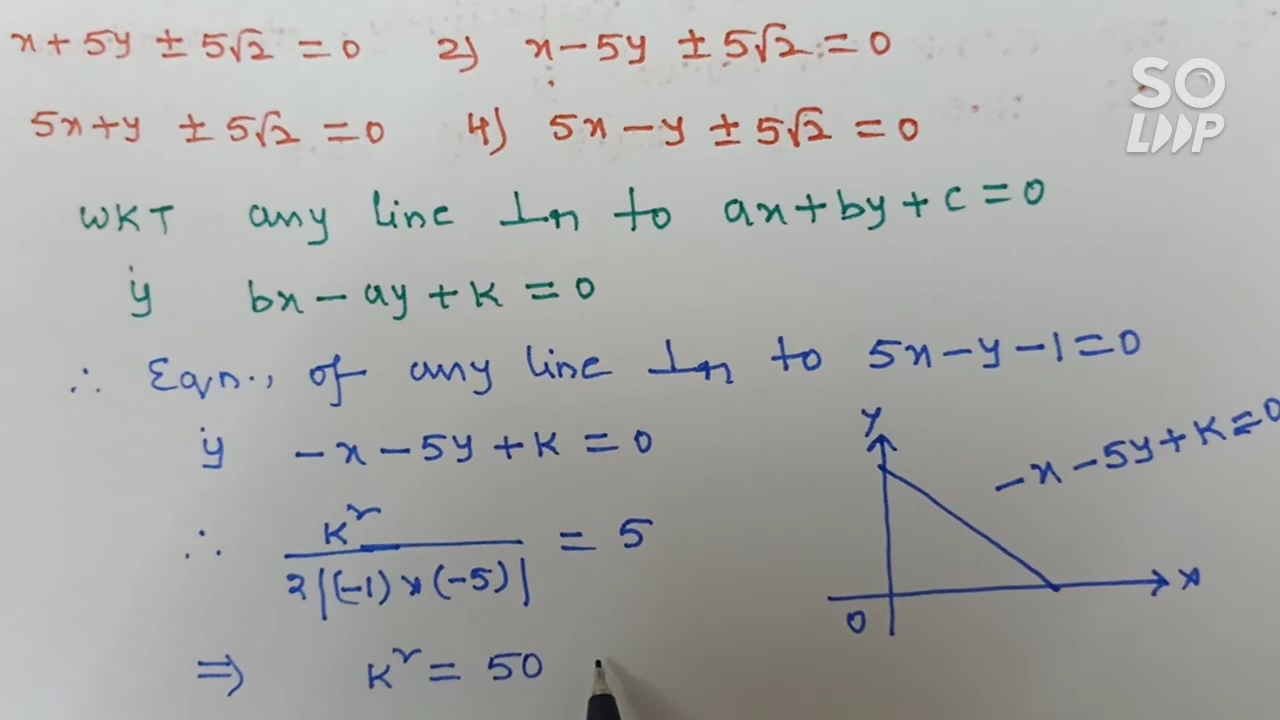 x + 5y ± 5√2 = 0 2) x - 5y ± 5√2 = 0
5x + y ± 5√2 = 0 4) 5x - y ± 5√2 = 0
SO
LOOP
WKT any line ⊥r to ax + by + c = 0
is bx - ay + k = 0
∴ Eqn., of any line ⊥r to 5x - y - 1 = 0
is -x - 5y + k = 0
∴ k² / 2|(-1) × (-5)| = 5
Y
-x - 5y + k = 0
X
O
⇒ k² = 50